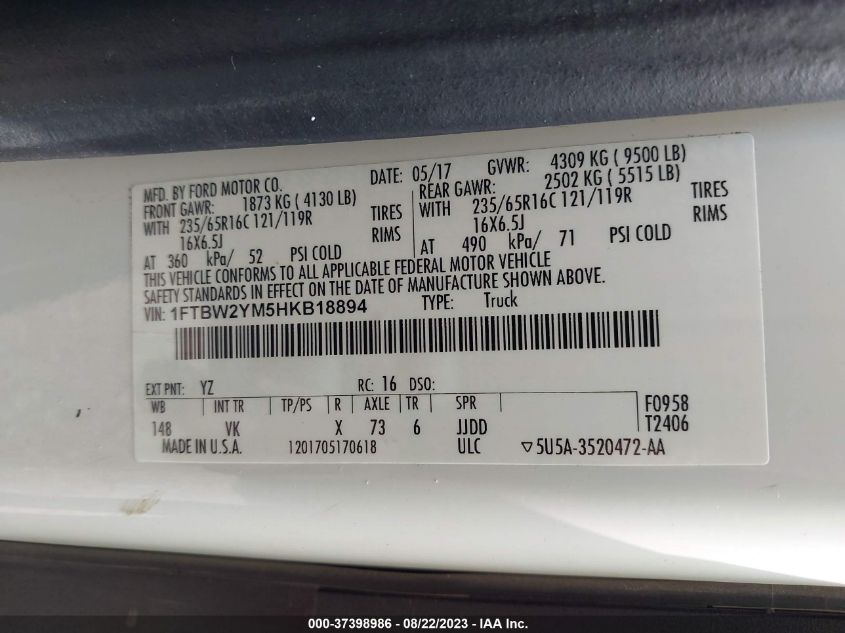 MFD. BY FORD MOTOR CO.
DATE: 05/17 GVWR: 4309 KG ( 9500 LB)
FRONT GAWR: 1873 KG ( 4130 LB)
REAR GAWR: 2502 KG ( 5515 LB)
WITH 235/65R16C 121/119R TIRES
WITH 235/65R16C 121/119R TIRES
16X6.5J RIMS
16X6.5J RIMS
AT 360 kPa/ 52 PSI COLD
AT 490 kPa/ 71 PSI COLD
THIS VEHICLE CONFORMS TO ALL APPLICABLE FEDERAL MOTOR VEHICLE
SAFETY STANDARDS IN EFFECT ON THE DATE OF MANUFACTURE SHOWN ABOVE.
VIN: 1FTBW2YM5HKB18894 TYPE: Truck
EXT PNT: YZ RC: 16 DSO:
WB INT TR TP/PS R AXLE TR SPR F0958
148 VK X 73 6 JJDD T2406
MADE IN U.S.A. 1201705170618 ULC ▽5U5A-3520472-AA
000-37398986 - 08/22/2023 - IAA Inc.